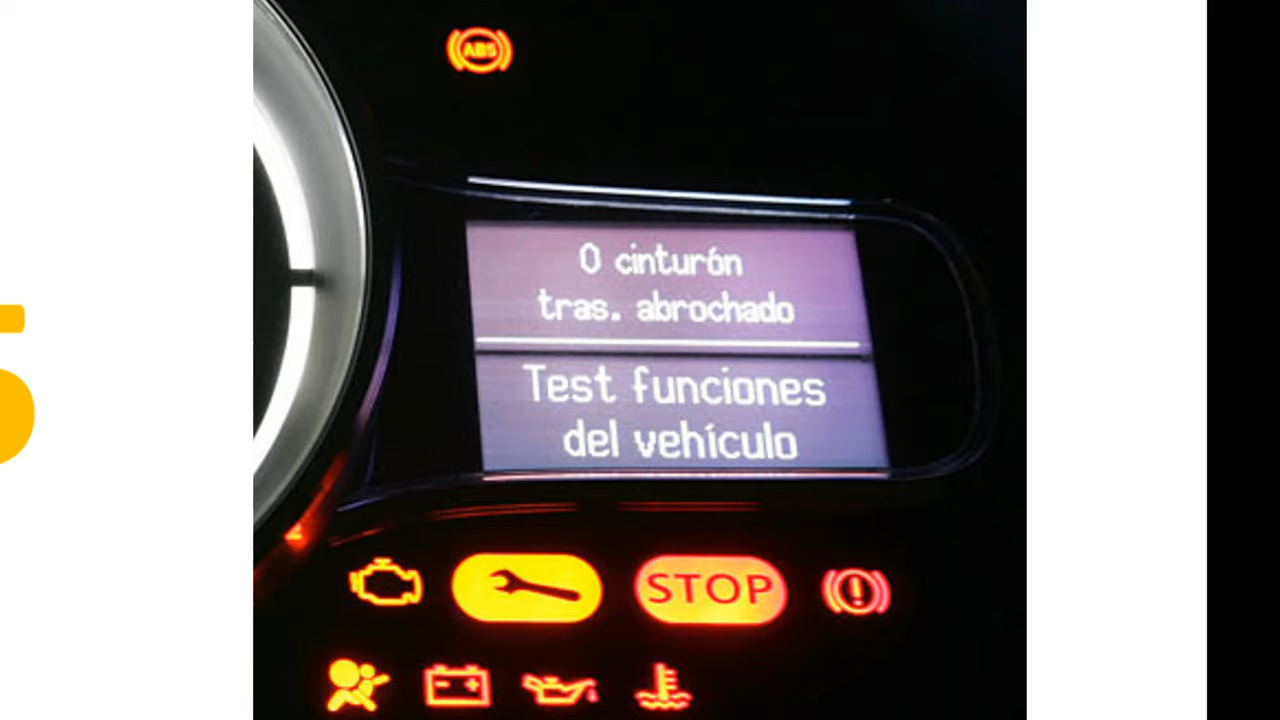 ABS
0 cinturón
tras. abrochado
Test funciones
del vehículo
STOP